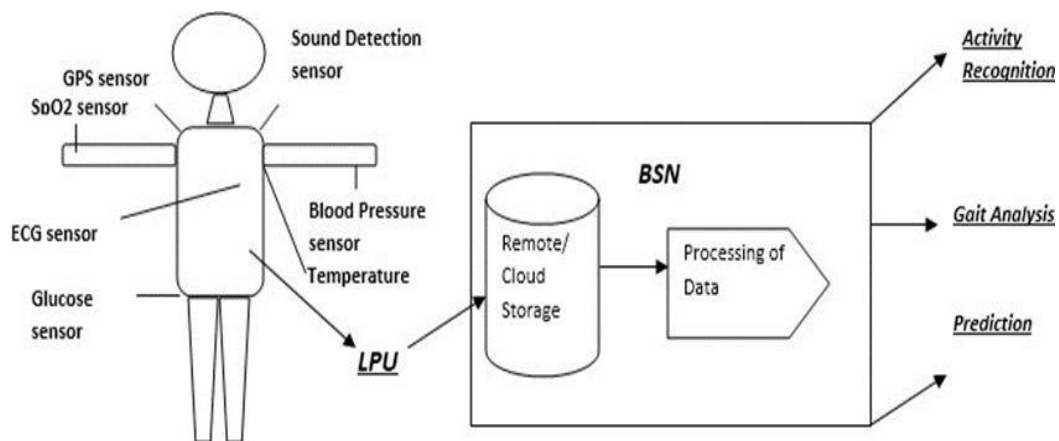 Sound Detection
sensor
GPS sensor
SpO2 sensor
ECG sensor
Blood Pressure
sensor
Temperature
Glucose
sensor
LPU
BSN
Remote/
Cloud
Storage
Processing of
Data
Activity
Recognition
Gait Analysis
Prediction